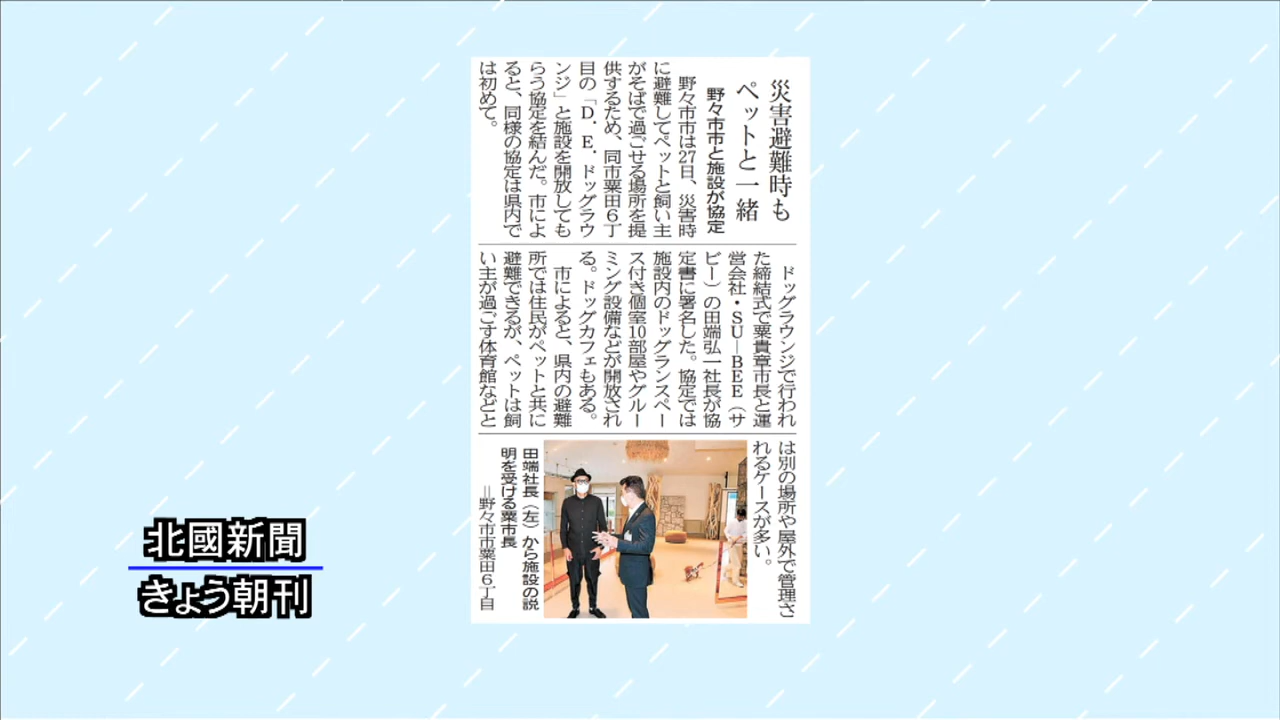 災害避難時も
ペットと一緒
野々市市と施設が協定
野々市市は27日、災害時
に避難してペットと飼い主
がそばで過ごせる場所を提
供するため、同市粟田6丁
目の「D.E.ドッグラウ
ンジ」と施設を開放しても
らう協定を結んだ。市によ
ると、同様の協定は県内で
は初めて。
ドッグラウンジで行われ
た締結式で粟貴章市長と運
営会社・SU―BEE(サ
ビー)の田端弘一社長が協
定書に署名した。協定では
施設内のドッグランスペー
ス付き個室10部屋やグルー
ミング設備などが開放され
る。ドッグカフェもある。
市によると、県内の避難
所では住民がペットと共に
避難できるが、ペットは飼
い主が過ごす体育館などと
は別の場所や屋外で管理さ
れるケースが多い。
田端社長(左)から施設の説
明を受ける粟市長
=野々市市粟田6丁目
北國新聞
きょう朝刊